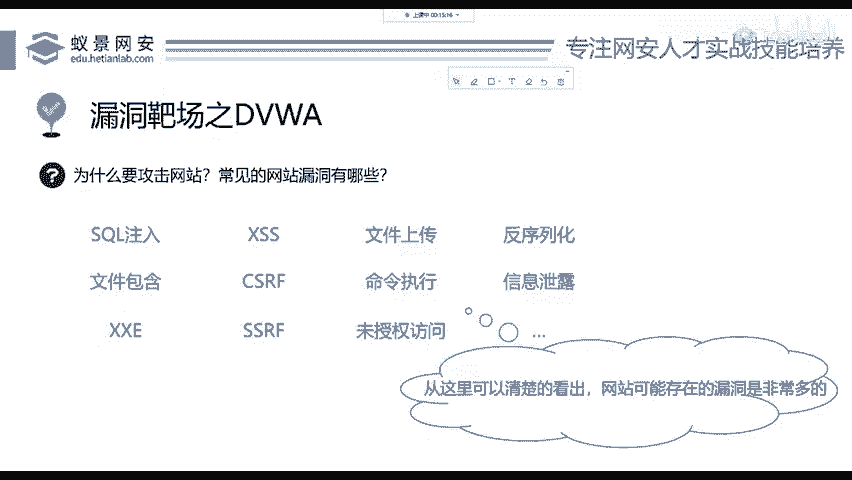 上课中 00:15:16
蚁景网安
edu.hetianlab.com
专注网安人才实战技能培养
漏洞靶场之DVWA
? 为什么要攻击网站？常见的网站漏洞有哪些？
SQL注入 XSS 文件上传 反序列化
文件包含 CSRF 命令执行 信息泄露
XXE SSRF 未授权访问 ...
从这里可以清楚的看出，网站可能存在的漏洞是非常多的